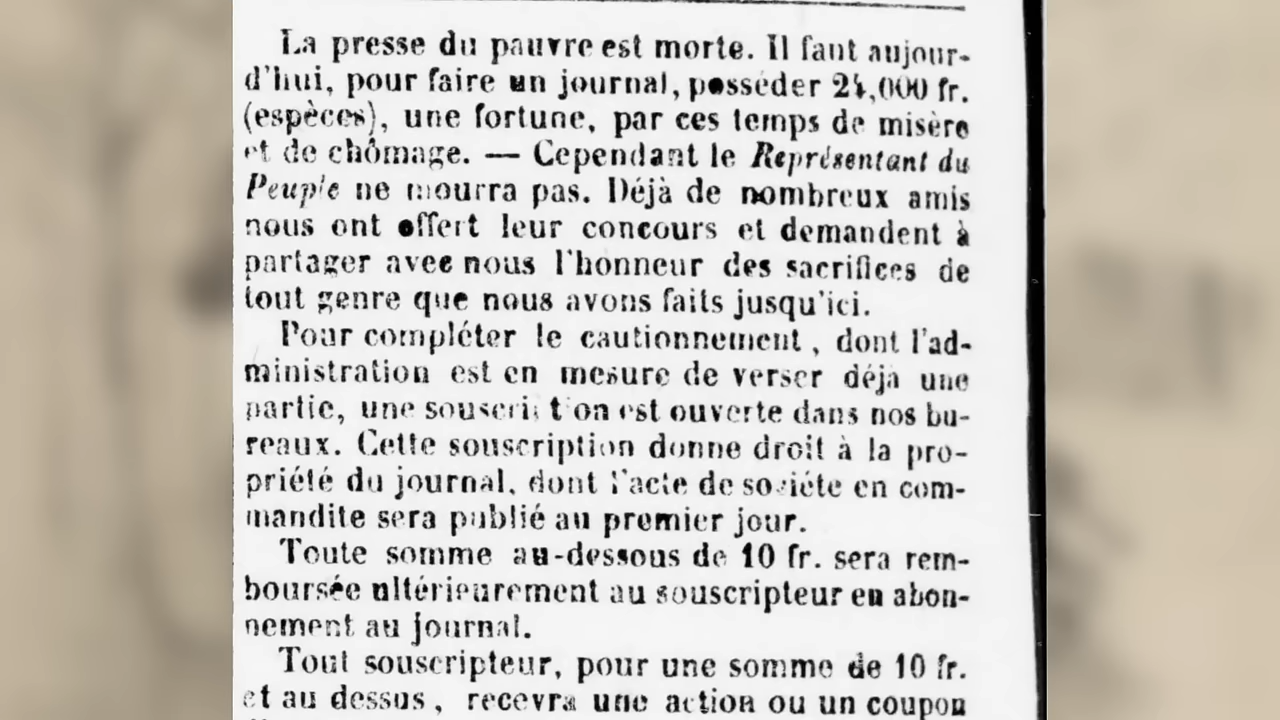 La presse du pauvre est morte. Il faut aujour-
d'hui, pour faire un journal, posséder 24,000 fr.
(espèces), une fortune, par ces temps de misère
et de chômage. — Cependant le Représentant du
Peuple ne mourra pas. Déjà de nombreux amis
nous ont offert leur concours et demandent à
partager avec nous l'honneur des sacrifices de
tout genre que nous avons faits jusqu'ici.
Pour compléter le cautionnement, dont l'ad-
ministration est en mesure de verser déjà une
partie, une souscription est ouverte dans nos bu-
reaux. Cette souscription donne droit à la pro-
priété du journal, dont l'acte de société en com-
mandite sera publié au premier jour.
Toute somme au-dessous de 10 fr. sera rem-
boursée ultérieurement au souscripteur en abon-
nement au journal.
Tout souscripteur, pour une somme de 10 fr.
et au dessus, recevra une action ou un coupon